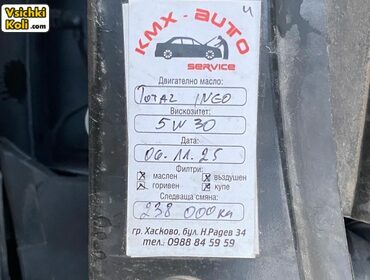 Vsichki
Koli.com
КМХ - AUTO
SERVICE
Двигателно масло:
TOTAL INEO
Вискозитет:
5W30
Дата:
06.11.25
Филтри:
маслен въздушен
горивен купе
Следваща смяна:
238 000км
гр. Хасково, бул. Н.Радев 34
тел.: 0988 84 59 59